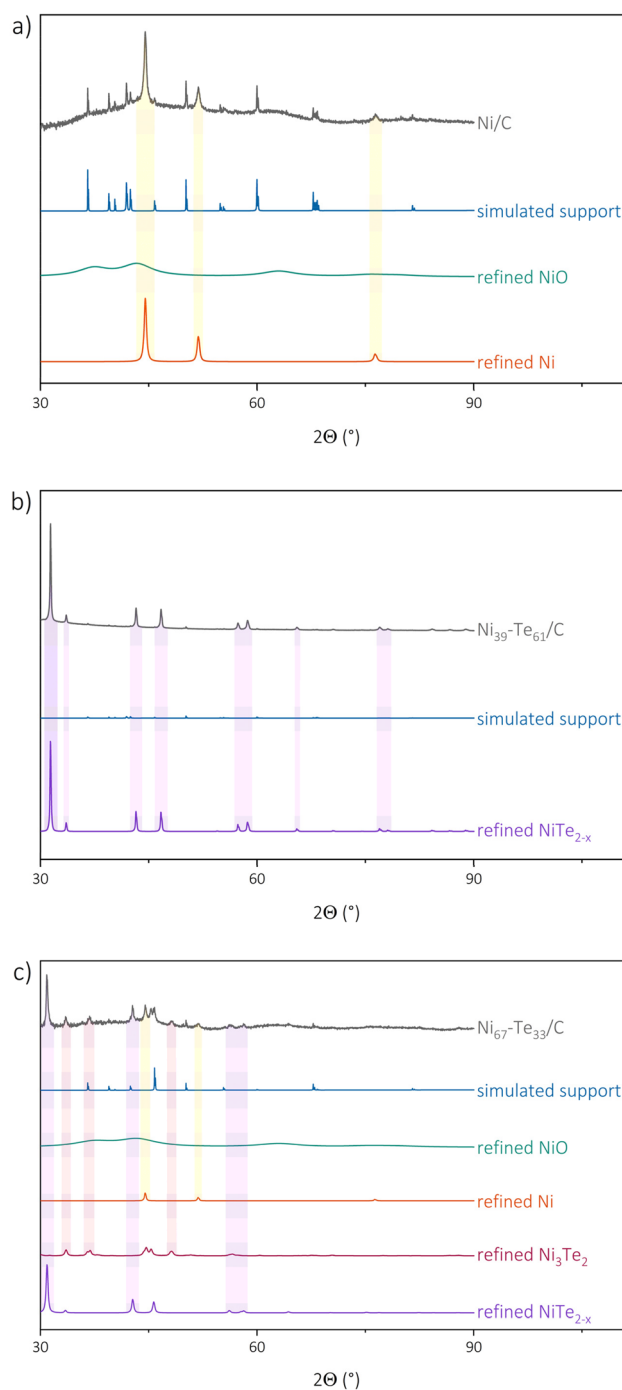 a)
Ni/C
simulated support
refined NiO
refined Ni
30
60
90
2Θ (°)
b)
Ni₃₉-Te₆₁/C
simulated support
refined NiTe₂₋ₓ
30
60
90
2Θ (°)
c)
Ni₆₇-Te₃₃/C
simulated support
refined NiO
refined Ni
refined Ni₃Te₂
refined NiTe₂₋ₓ
30
60
90
2Θ (°)